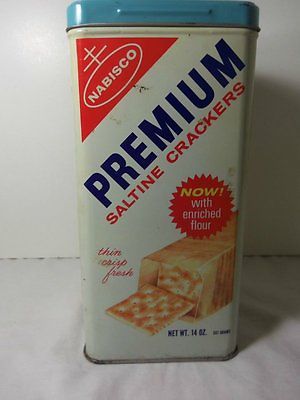 NABISCO
PREMIUM
SALTINE CRACKERS
NOW!
with
enriched
flour
thin
crisp
fresh
NET WT. 14 OZ.